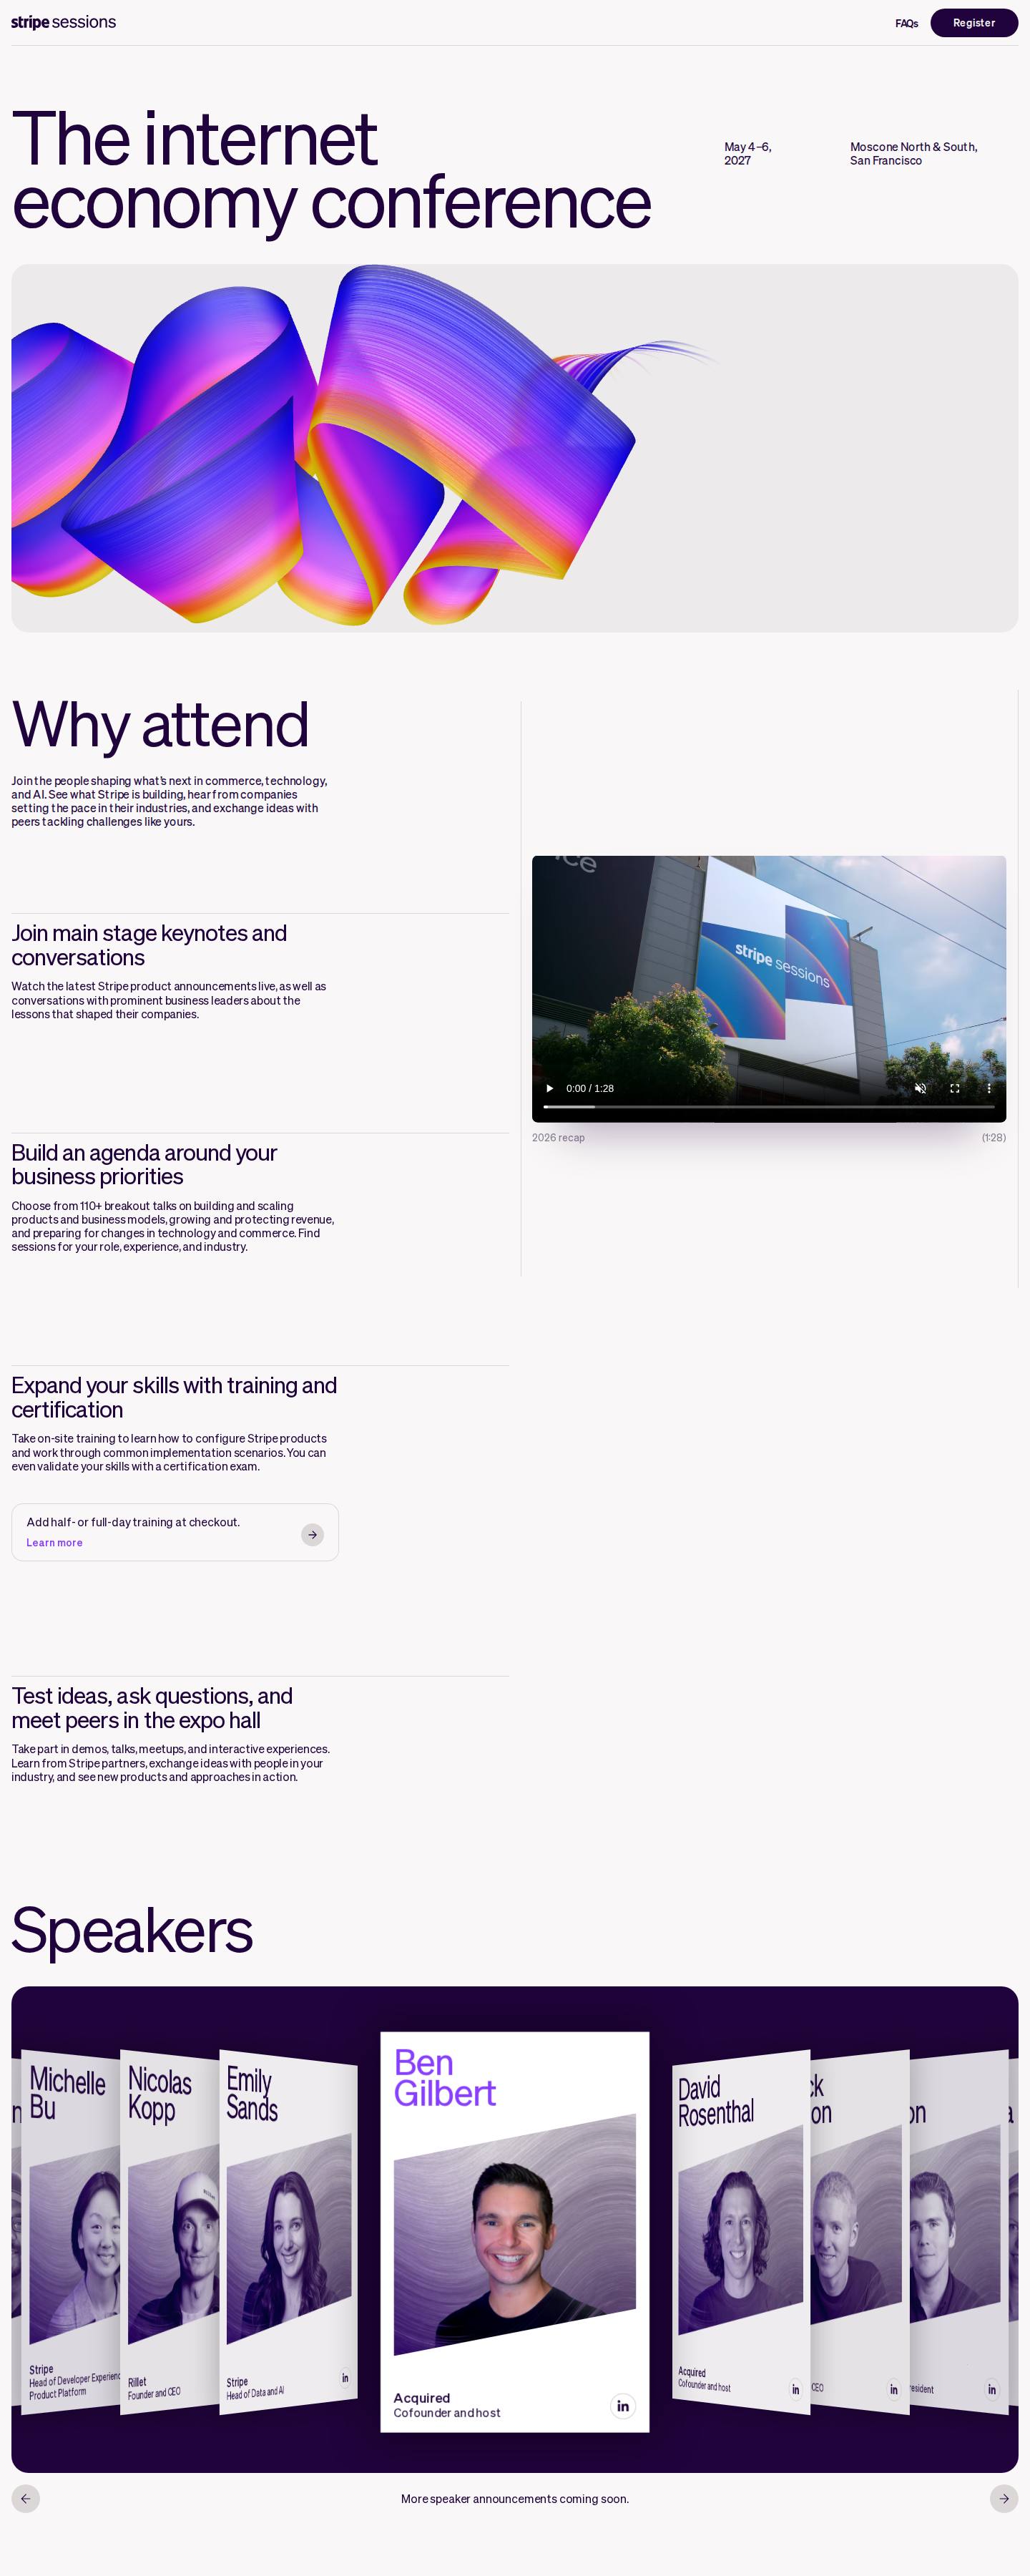 stripe sessions
FAQs
Register
The internet
economy conference
May 4–6,
2027
Moscone North & South,
San Francisco
Why attend
Join the people shaping what’s next in commerce, technology,
and AI. See what Stripe is building, hear from companies
setting the pace in their industries, and exchange ideas with
peers tackling challenges like yours.
Join main stage keynotes and
conversations
Watch the latest Stripe product announcements live, as well as
conversations with prominent business leaders about the
lessons that shaped their companies.
stripe sessions
0:00 / 1:28
2026 recap
(1:28)
Build an agenda around your
business priorities
Choose from 110+ breakout talks on building and scaling
products and business models, growing and protecting revenue,
and preparing for changes in technology and commerce. Find
sessions for your role, experience, and industry.
Expand your skills with training and
certification
Take on-site training to learn how to configure Stripe products
and work through common implementation scenarios. You can
even validate your skills with a certification exam.
Add half- or full-day training at checkout.
Learn more
Test ideas, ask questions, and
meet peers in the expo hall
Take part in demos, talks, meetups, and interactive experiences.
Learn from Stripe partners, exchange ideas with people in your
industry, and see new products and approaches in action.
Speakers
Michelle
Bu
Stripe
Head of Developer Experienc
Product Platform
Nicolas
Kopp
Rillet
Founder and CEO
Emily
Sands
Stripe
Head of Data and AI
in
Ben
Gilbert
Acquired
Cofounder and host
in
David
Rosenthal
Acquired
Cofounder and host
in
ck
on
CEO
in
on
resident
in
a
More speaker announcements coming soon.